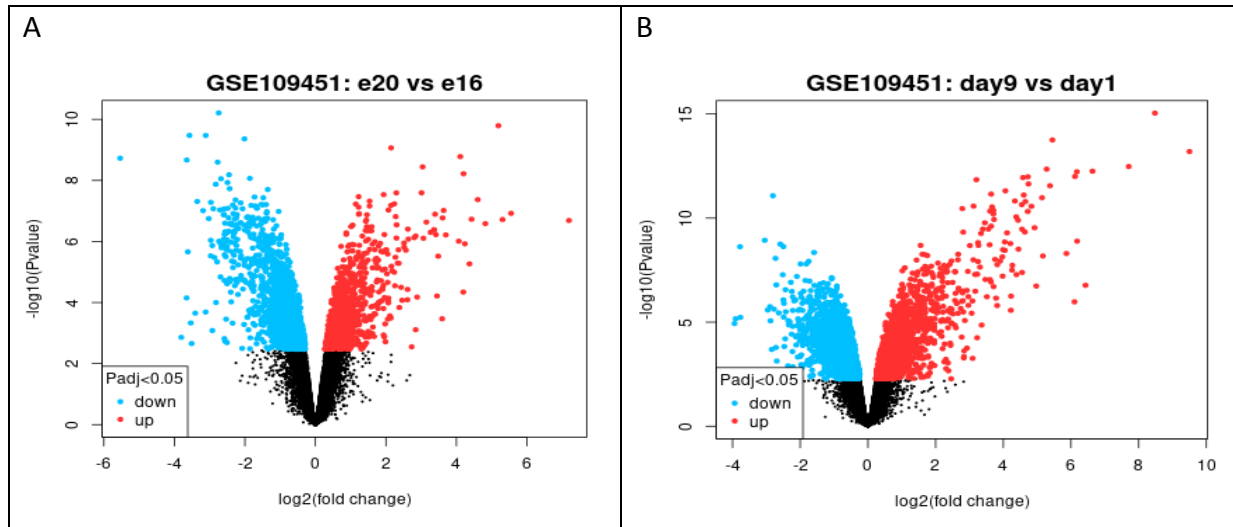 A
GSE109451: e20 vs e16
-log10(Pvalue)
10
8
6
4
2
0
Padj<0.05
down
up
-6 -4 -2 0 2 4 6
log2(fold change)
B
GSE109451: day9 vs day1
-log10(Pvalue)
15
10
5
0
Padj<0.05
down
up
-4 -2 0 2 4 6 8 10
log2(fold change)